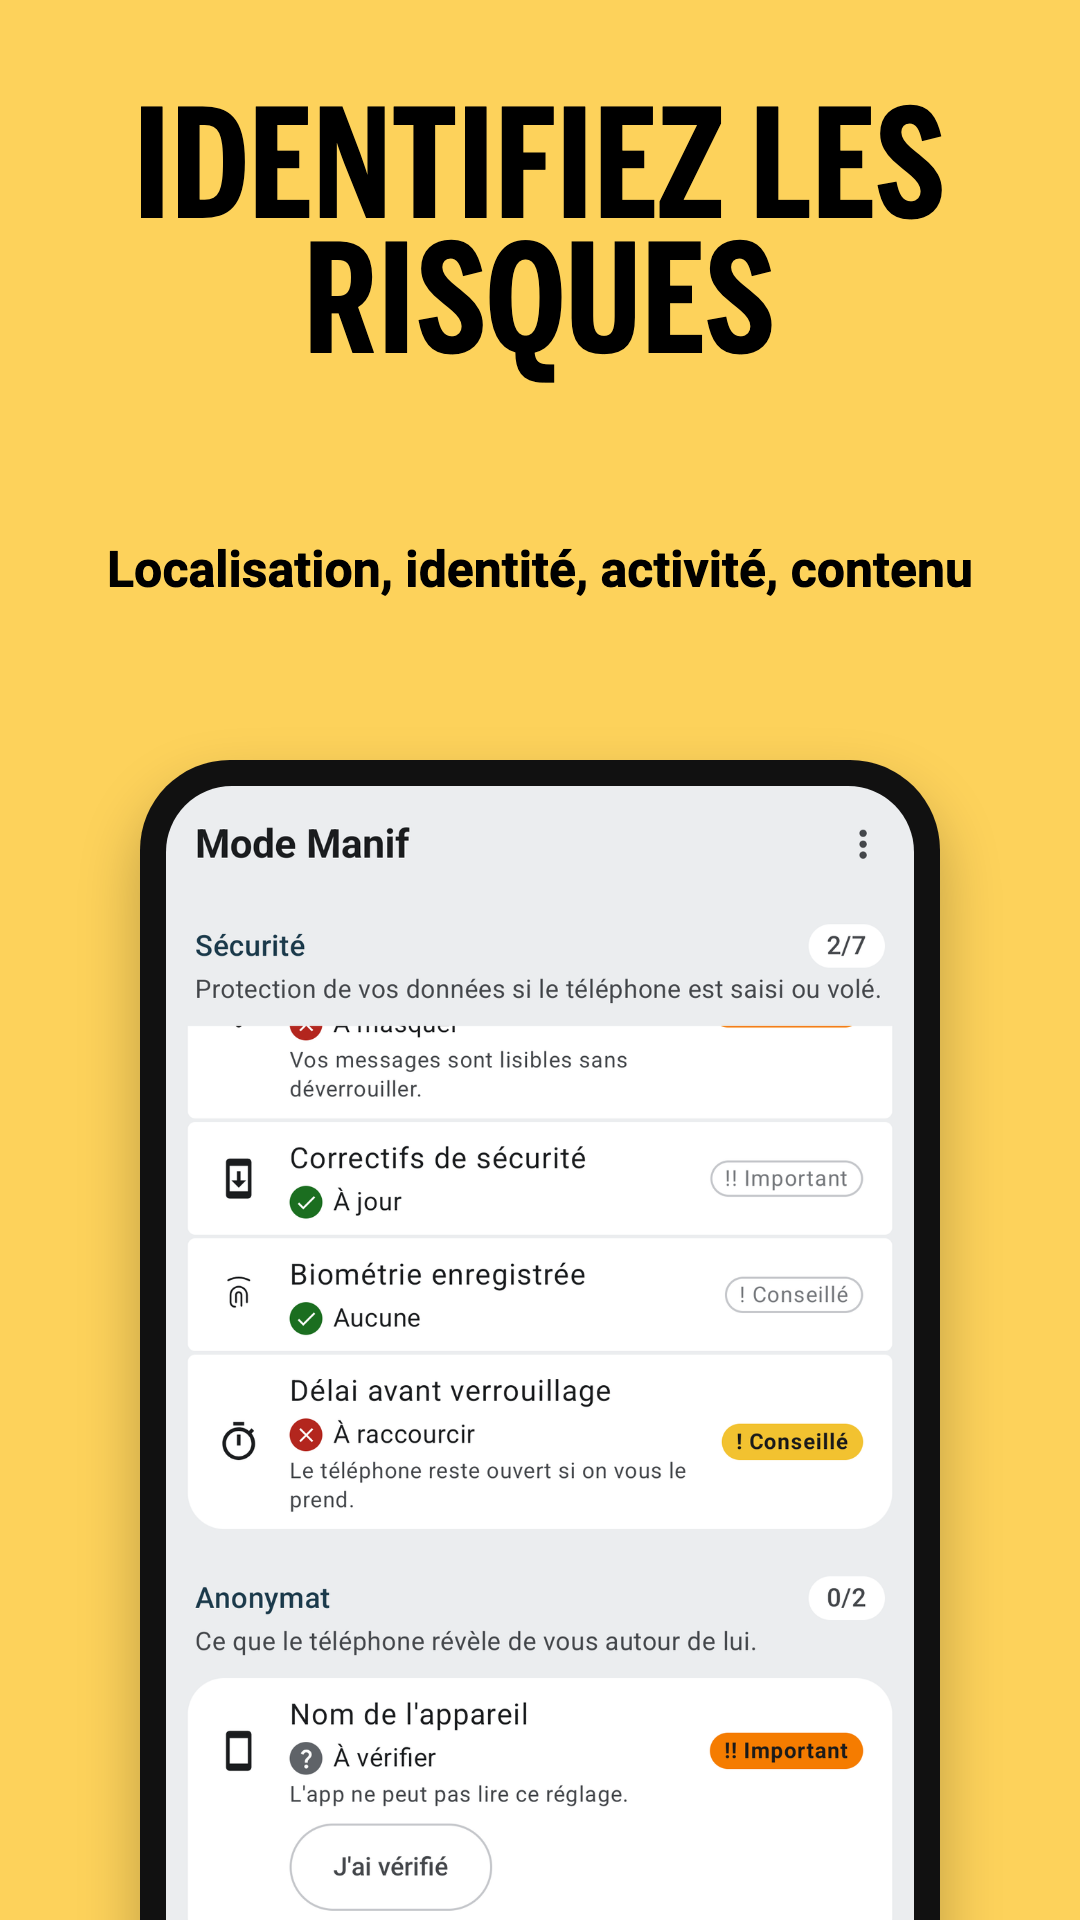 IDENTIFIEZ LES
RISQUES
Localisation, identité, activité, contenu
Mode Manif
Sécurité
2/7
Protection de vos données si le téléphone est saisi ou volé.
À masquer
Vos messages sont lisibles sans
déverrouiller.
Correctifs de sécurité
!! Important
À jour
Biométrie enregistrée
! Conseillé
Aucune
Délai avant verrouillage
À raccourcir
! Conseillé
Le téléphone reste ouvert si on vous le
prend.
Anonymat
0/2
Ce que le téléphone révèle de vous autour de lui.
Nom de l'appareil
À vérifier
!! Important
L'app ne peut pas lire ce réglage.
J'ai vérifié